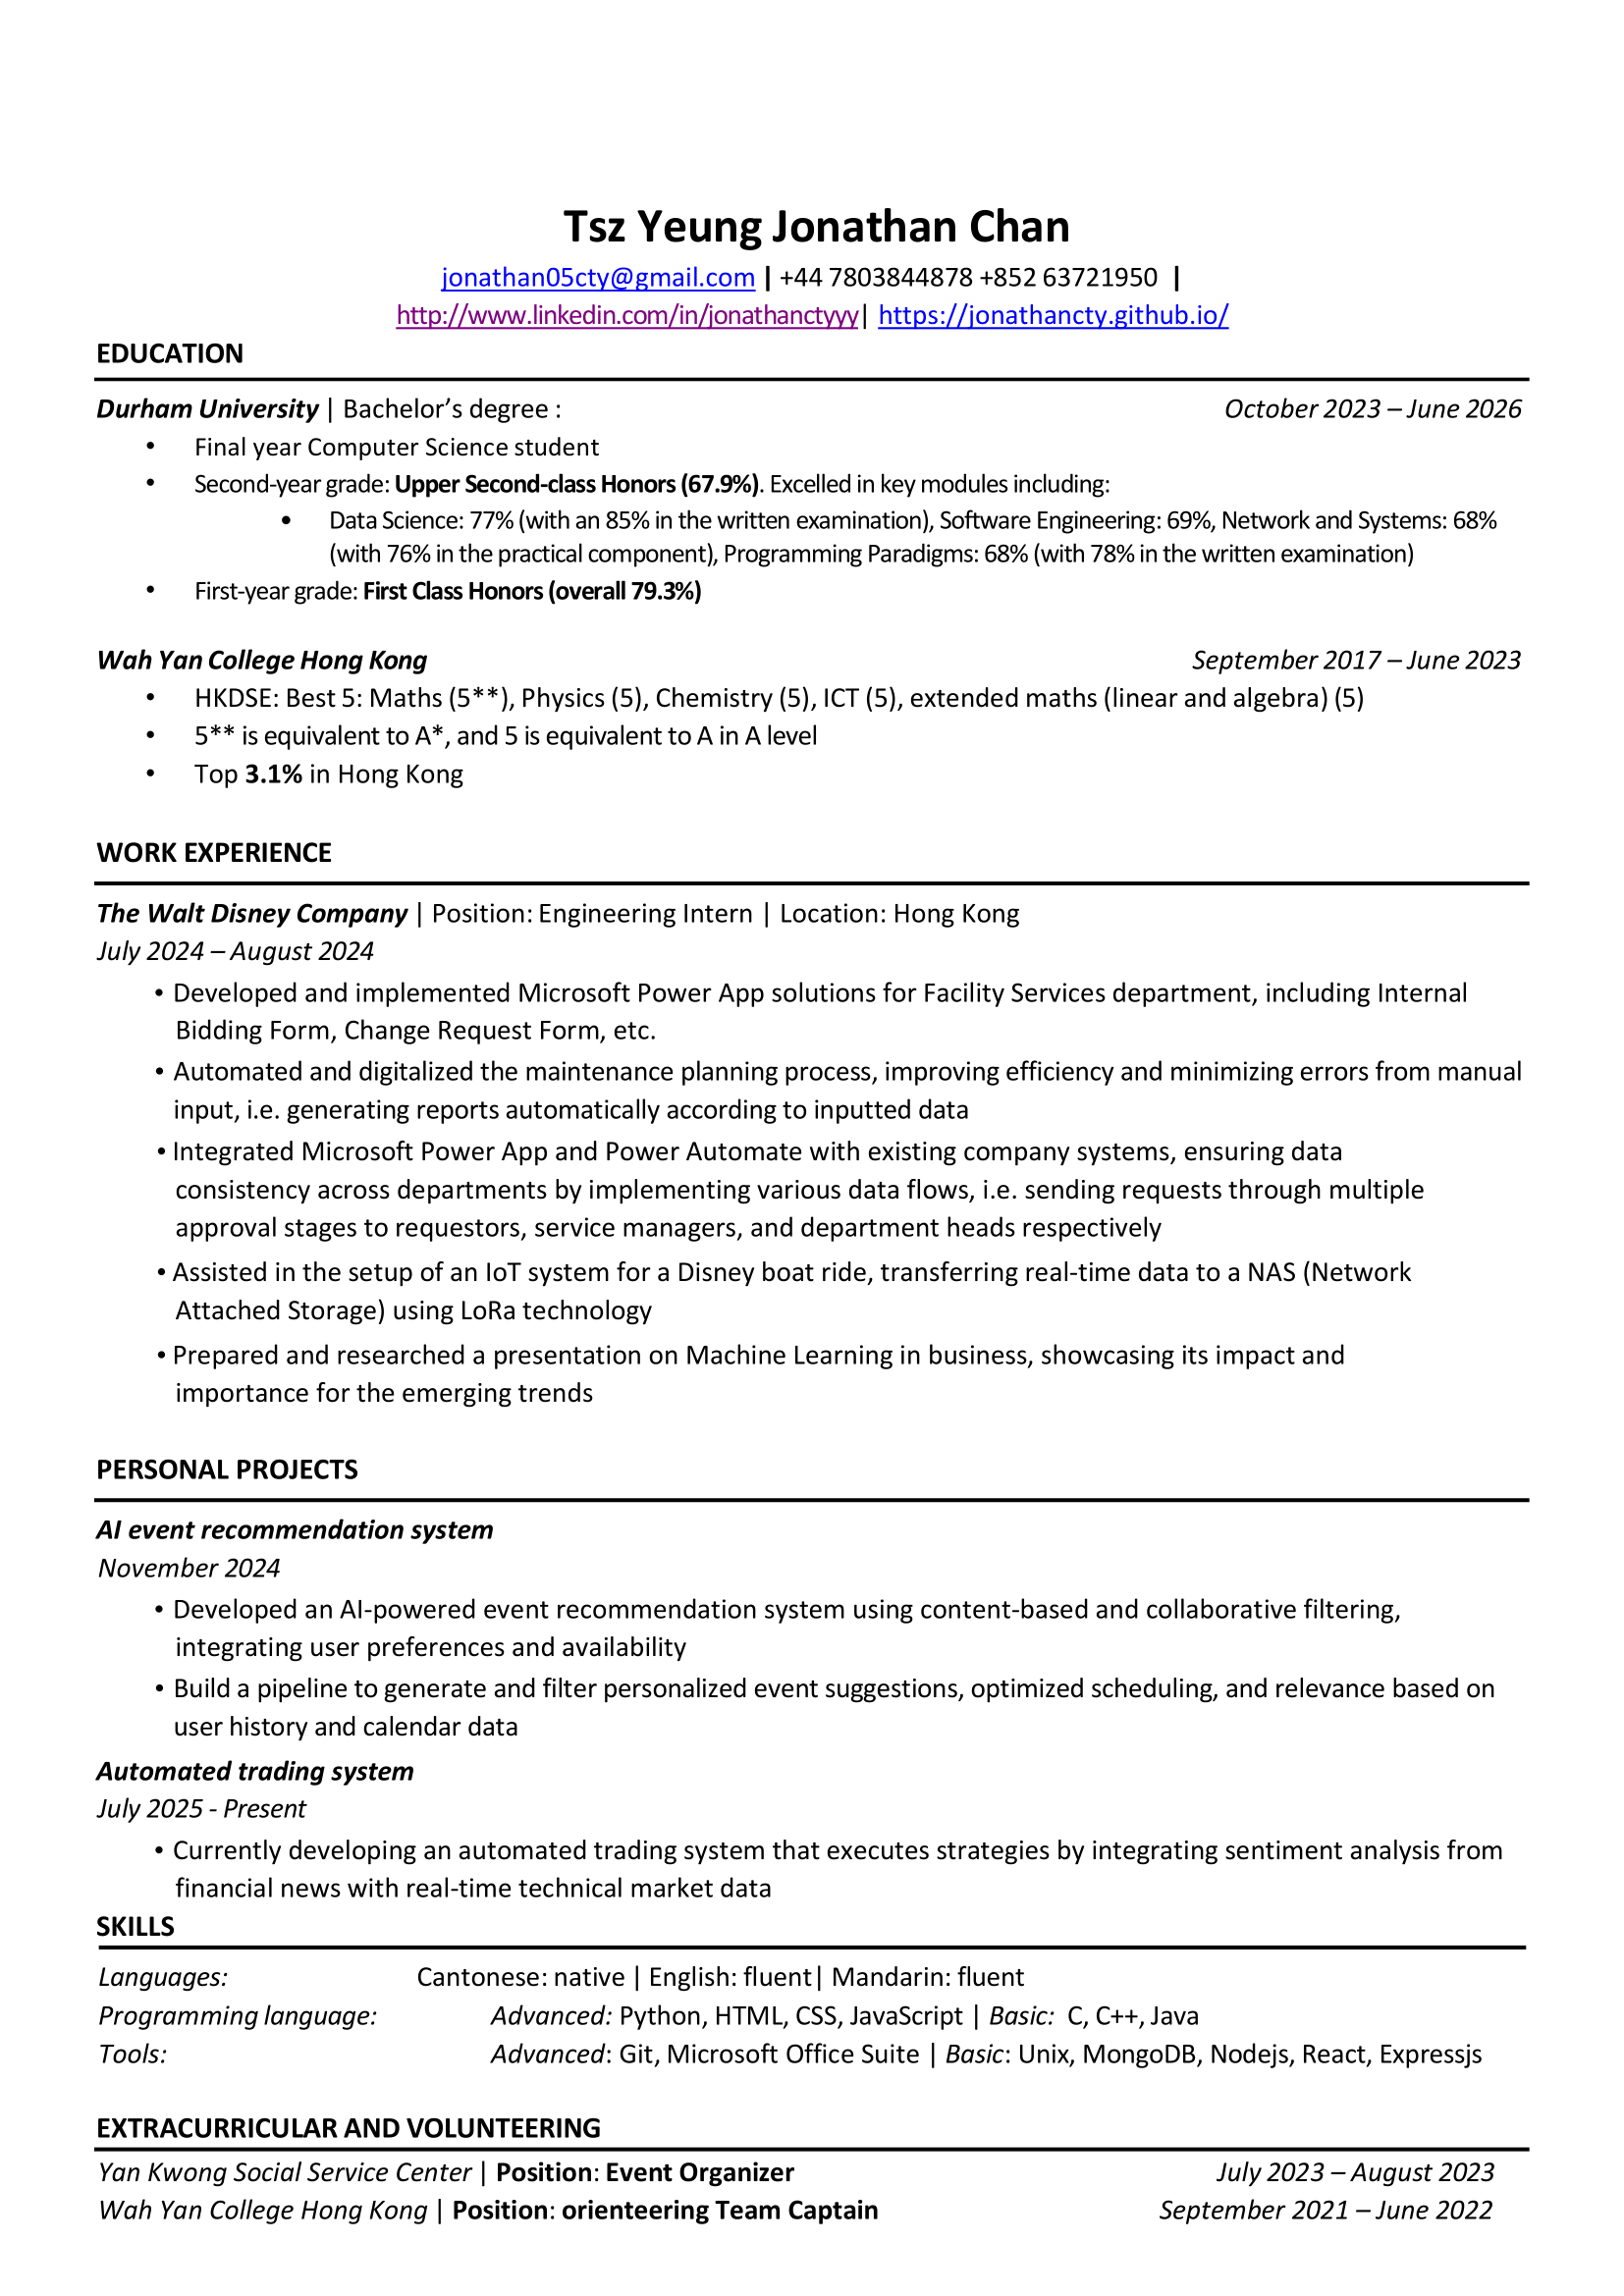 Tsz Yeung Jonathan Chan
jonathan05cty@gmail.com | +44 7803844878 +852 63721950 |
http://www.linkedin.com/in/jonathanctyyy| https://jonathancty.github.io/
EDUCATION
Durham University | Bachelor’s degree : October 2023 – June 2026
• Final year Computer Science student
• Second-year grade: Upper Second-class Honors (67.9%). Excelled in key modules including:
• Data Science: 77% (with an 85% in the written examination), Software Engineering: 69%, Network and Systems: 68%
(with 76% in the practical component), Programming Paradigms: 68% (with 78% in the written examination)
• First-year grade: First Class Honors (overall 79.3%)
Wah Yan College Hong Kong September 2017 – June 2023
• HKDSE: Best 5: Maths (5**), Physics (5), Chemistry (5), ICT (5), extended maths (linear and algebra) (5)
• 5** is equivalent to A*, and 5 is equivalent to A in A level
• Top 3.1% in Hong Kong
WORK EXPERIENCE
The Walt Disney Company | Position: Engineering Intern | Location: Hong Kong
July 2024 – August 2024
• Developed and implemented Microsoft Power App solutions for Facility Services department, including Internal
Bidding Form, Change Request Form, etc.
• Automated and digitalized the maintenance planning process, improving efficiency and minimizing errors from manual
input, i.e. generating reports automatically according to inputted data
• Integrated Microsoft Power App and Power Automate with existing company systems, ensuring data
consistency across departments by implementing various data flows, i.e. sending requests through multiple
approval stages to requestors, service managers, and department heads respectively
• Assisted in the setup of an IoT system for a Disney boat ride, transferring real-time data to a NAS (Network
Attached Storage) using LoRa technology
• Prepared and researched a presentation on Machine Learning in business, showcasing its impact and
importance for the emerging trends
PERSONAL PROJECTS
AI event recommendation system
November 2024
• Developed an AI-powered event recommendation system using content-based and collaborative filtering,
integrating user preferences and availability
• Build a pipeline to generate and filter personalized event suggestions, optimized scheduling, and relevance based on
user history and calendar data
Automated trading system
July 2025 - Present
• Currently developing an automated trading system that executes strategies by integrating sentiment analysis from
financial news with real-time technical market data
SKILLS
Languages: Cantonese: native | English: fluent| Mandarin: fluent
Programming language: Advanced: Python, HTML, CSS, JavaScript | Basic: C, C++, Java
Tools: Advanced: Git, Microsoft Office Suite | Basic: Unix, MongoDB, Nodejs, React, Expressjs
EXTRACURRICULAR AND VOLUNTEERING
Yan Kwong Social Service Center | Position: Event Organizer July 2023 – August 2023
Wah Yan College Hong Kong | Position: orienteering Team Captain September 2021 – June 2022